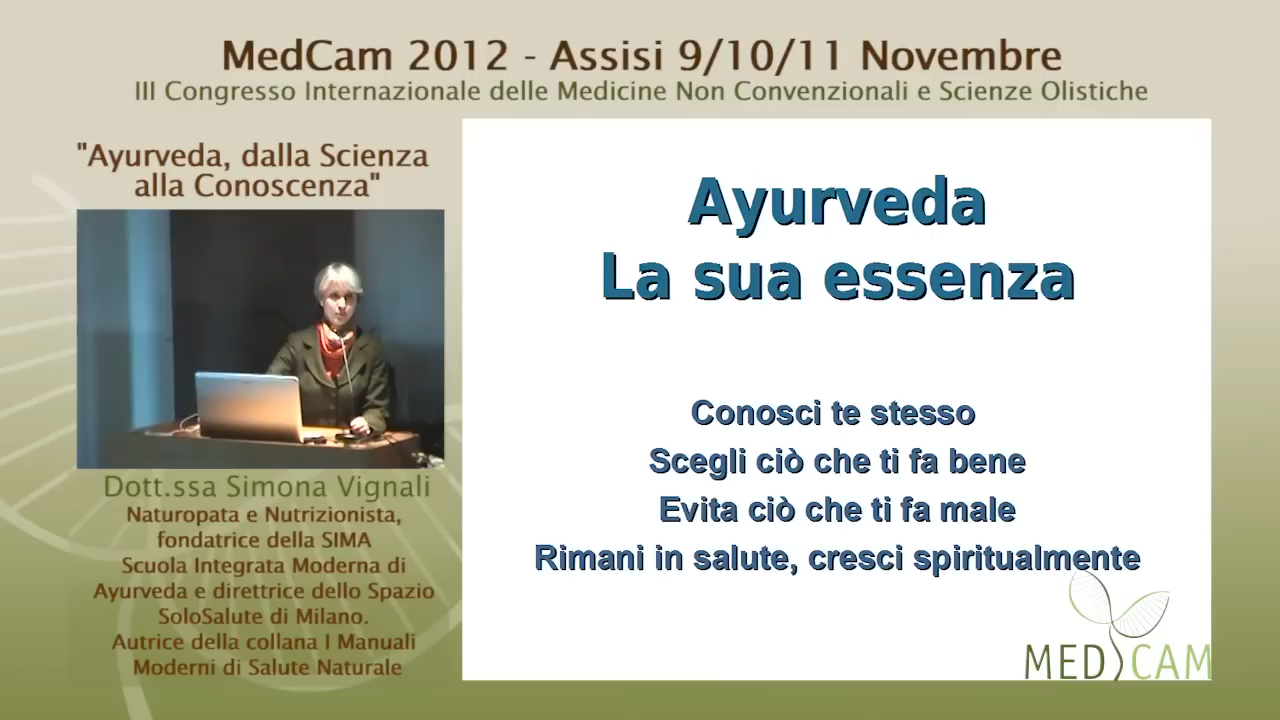 MedCam 2012 - Assisi 9/10/11 Novembre
III Congresso Internazionale delle Medicine Non Convenzionali e Scienze Olistiche
"Ayurveda, dalla Scienza
alla Conoscenza"
Dott.ssa Simona Vignali
Naturopata e Nutrizionista,
fondatrice della SIMA
Scuola Integrata Moderna di
Ayurveda e direttrice dello Spazio
SoloSalute di Milano.
Autrice della collana I Manuali
Moderni di Salute Naturale
Ayurveda
La sua essenza
Conosci te stesso
Scegli ciò che ti fa bene
Evita ciò che ti fa male
Rimani in salute, cresci spiritualmente
MEDCAM